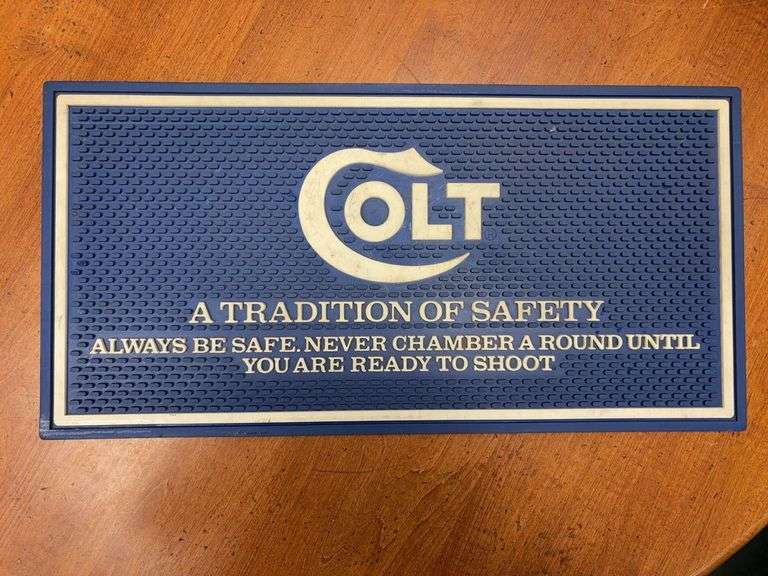 COLT
A TRADITION OF SAFETY
ALWAYS BE SAFE. NEVER CHAMBER A ROUND UNTIL
YOU ARE READY TO SHOOT